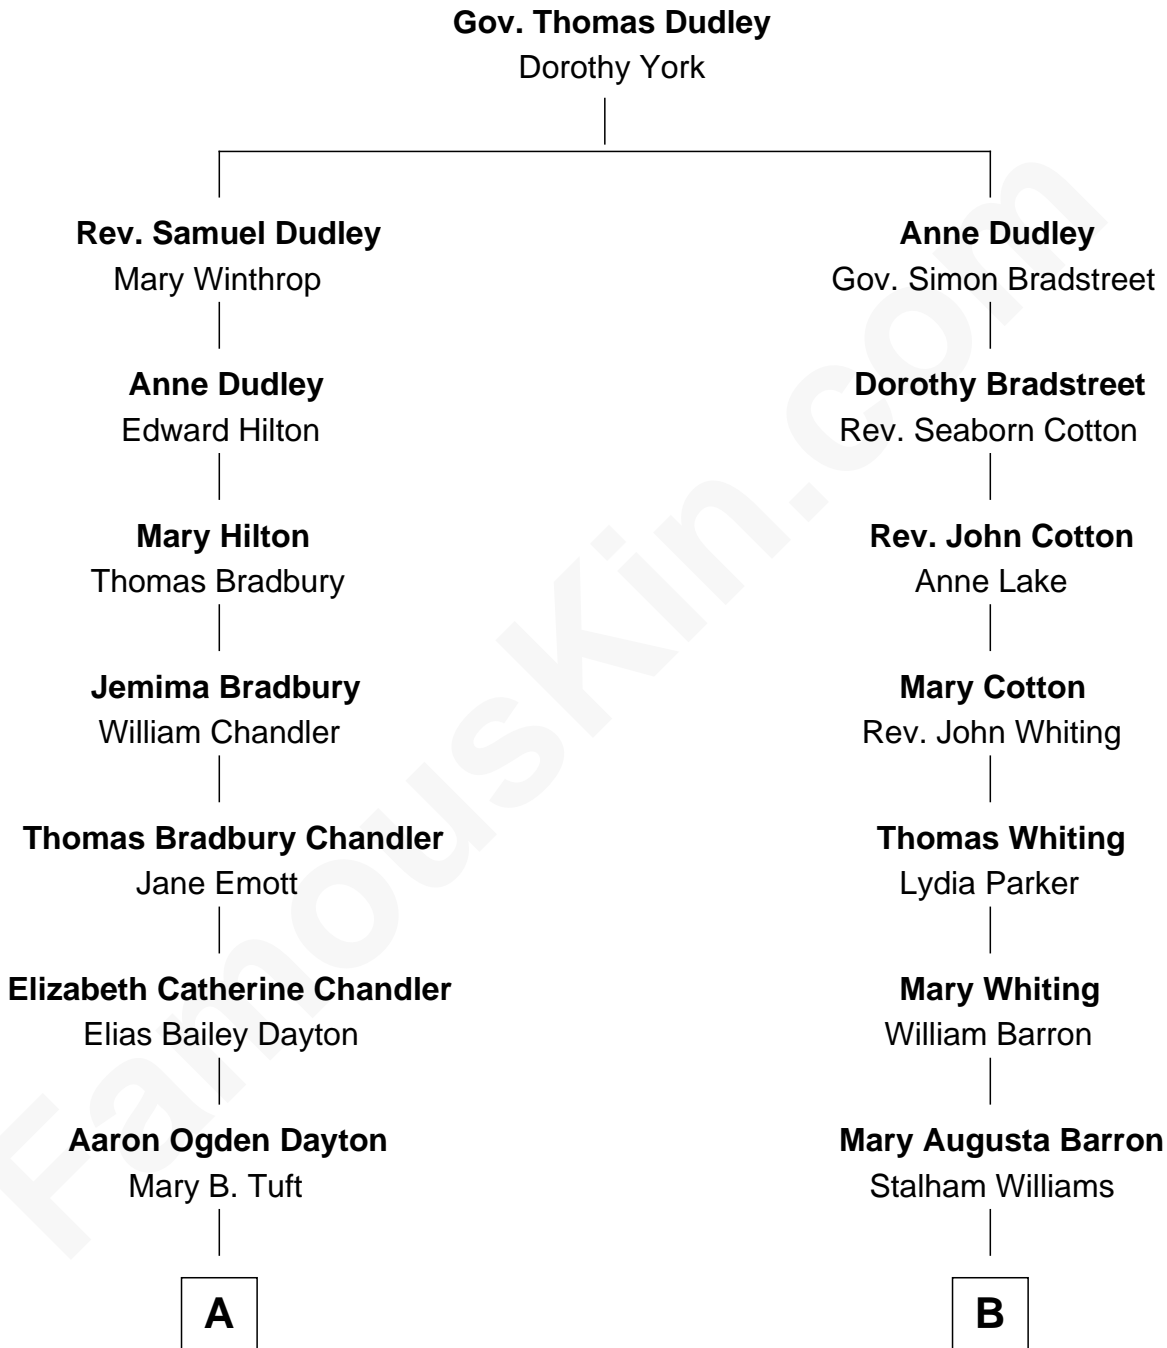 Gov. Thomas Dudley
Dorothy York
Rev. Samuel Dudley
Mary Winthrop
Anne Dudley
Gov. Simon Bradstreet
Anne Dudley
Edward Hilton
Dorothy Bradstreet
Rev. Seaborn Cotton
Mary Hilton
Thomas Bradbury
Rev. John Cotton
Anne Lake
Jemima Bradbury
William Chandler
Mary Cotton
Rev. John Whiting
Thomas Bradbury Chandler
Jane Emott
Thomas Whiting
Lydia Parker
Elizabeth Catherine Chandler
Elias Bailey Dayton
Mary Whiting
William Barron
Aaron Ogden Dayton
Mary B. Tuft
Mary Augusta Barron
Stalham Williams
A
B
FamousKin.com